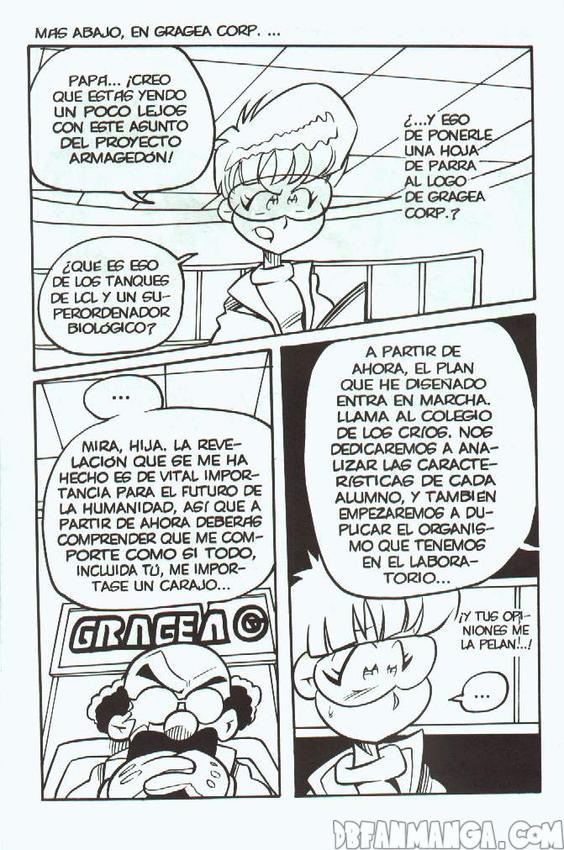 MAS ABAJO, EN GRAGEA CORP. ...
PAPA... ¡CREO
QUE ESTAS YENDO
UN POCO LEJOS
CON ESTE ASUNTO
DEL PROYECTO
ARMAGEDÓN!
¿...Y ESO
DE PONERLE
UNA HOJA
DE PARRA
AL LOGO
DE GRAGEA
CORP.?
¿QUE ES ESO
DE LOS TANQUES
DE LCL Y UN SU-
PERORDENADOR
BIOLÓGICO?
...
MIRA, HIJA. LA REVE-
LACIÓN QUE SE ME HA
HECHO ES DE VITAL IMPOR-
TANCIA PARA EL FUTURO DE
LA HUMANIDAD, ASÍ QUE A
PARTIR DE AHORA DEBERAS
COMPRENDER QUE ME COM-
PORTE COMO SI TODO,
INCLUIDA TÚ, ME IMPOR-
TASE UN CARAJO...
GRAGEA
A PARTIR DE
AHORA, EL PLAN
QUE HE DISEÑADO
ENTRA EN MARCHA.
LLAMA AL COLEGIO
DE LOS CRÍOS. NOS
DEDICAREMOS A ANA-
LIZAR LAS CARACTE-
RÍSTICAS DE CADA
ALUMNO, Y TAMBIEN
EMPEZAREMOS A DU-
PLICAR EL ORGANIS-
MO QUE TENEMOS
EN EL LABORA-
TORIO...
¡Y TUS OPI-
NIONES ME
LA PELAN!..!
...
DBFANMANGA.COM